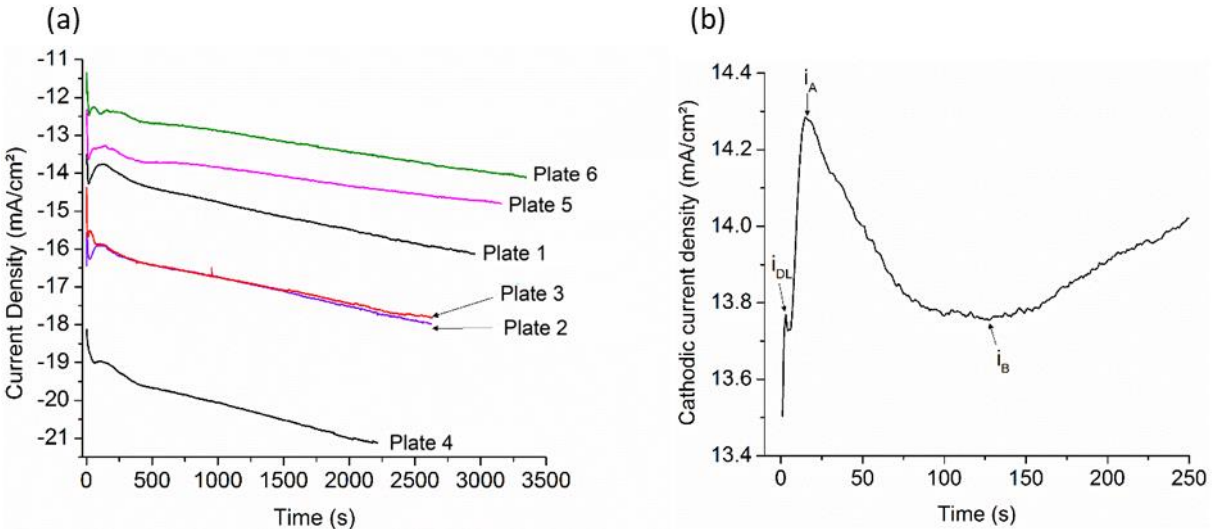 (a)
Current Density (mA/cm²)
-11
-12
-13
-14
-15
-16
-17
-18
-19
-20
-21
0 500 1000 1500 2000 2500 3000 3500
Time (s)
Plate 6
Plate 5
Plate 1
Plate 3
Plate 2
Plate 4
(b)
Cathodic current density (mA/cm²)
14.4
14.2
14.0
13.8
13.6
13.4
0 50 100 150 200 250
Time (s)
iA
iDL
iB